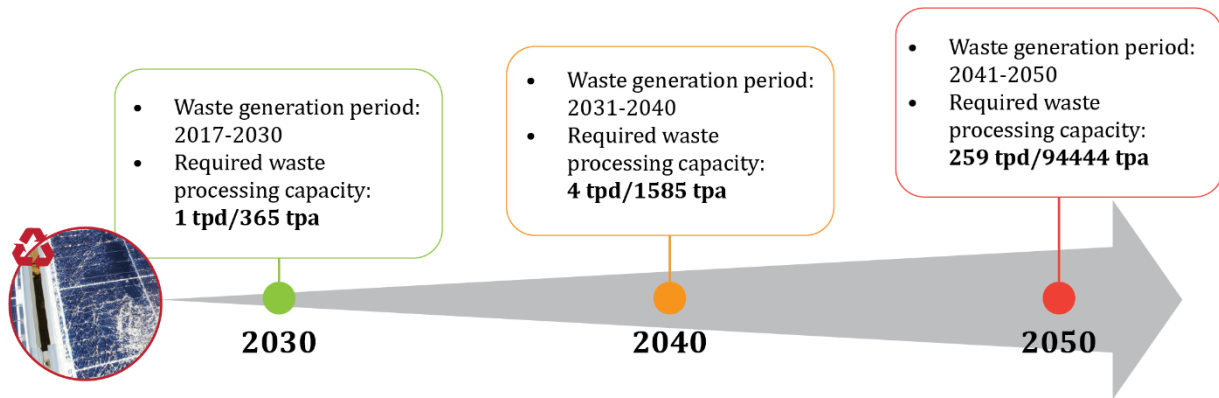 • Waste generation period:
2017-2030
• Required waste
processing capacity:
1 tpd/365 tpa
• Waste generation period:
2031-2040
• Required waste
processing capacity:
4 tpd/1585 tpa
• Waste generation period:
2041-2050
• Required waste
processing capacity:
259 tpd/94444 tpa
2030
2040
2050